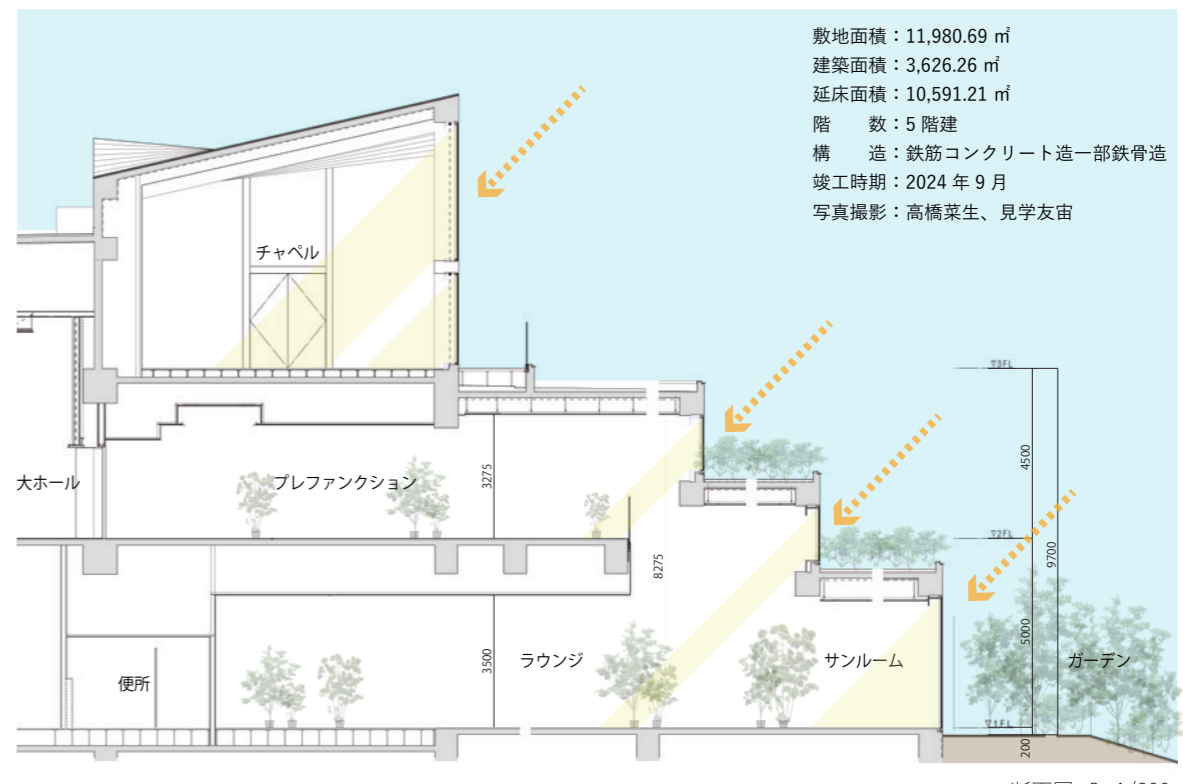 敷地面積：11,980.69 ㎡
建築面積：3,626.26 ㎡
延床面積：10,591.21 ㎡
階　　数：5 階建
構　　造：鉄筋コンクリート造一部鉄骨造
竣工時期：2024 年 9 月
写真撮影：高橋菜生、見学友宙
チャペル
▽3FL
4500
大ホール
プレファンクション
3275
▽2FL
8275
9700
5000
3500
ラウンジ
サンルーム
ガーデン
便所
▽1FL
200